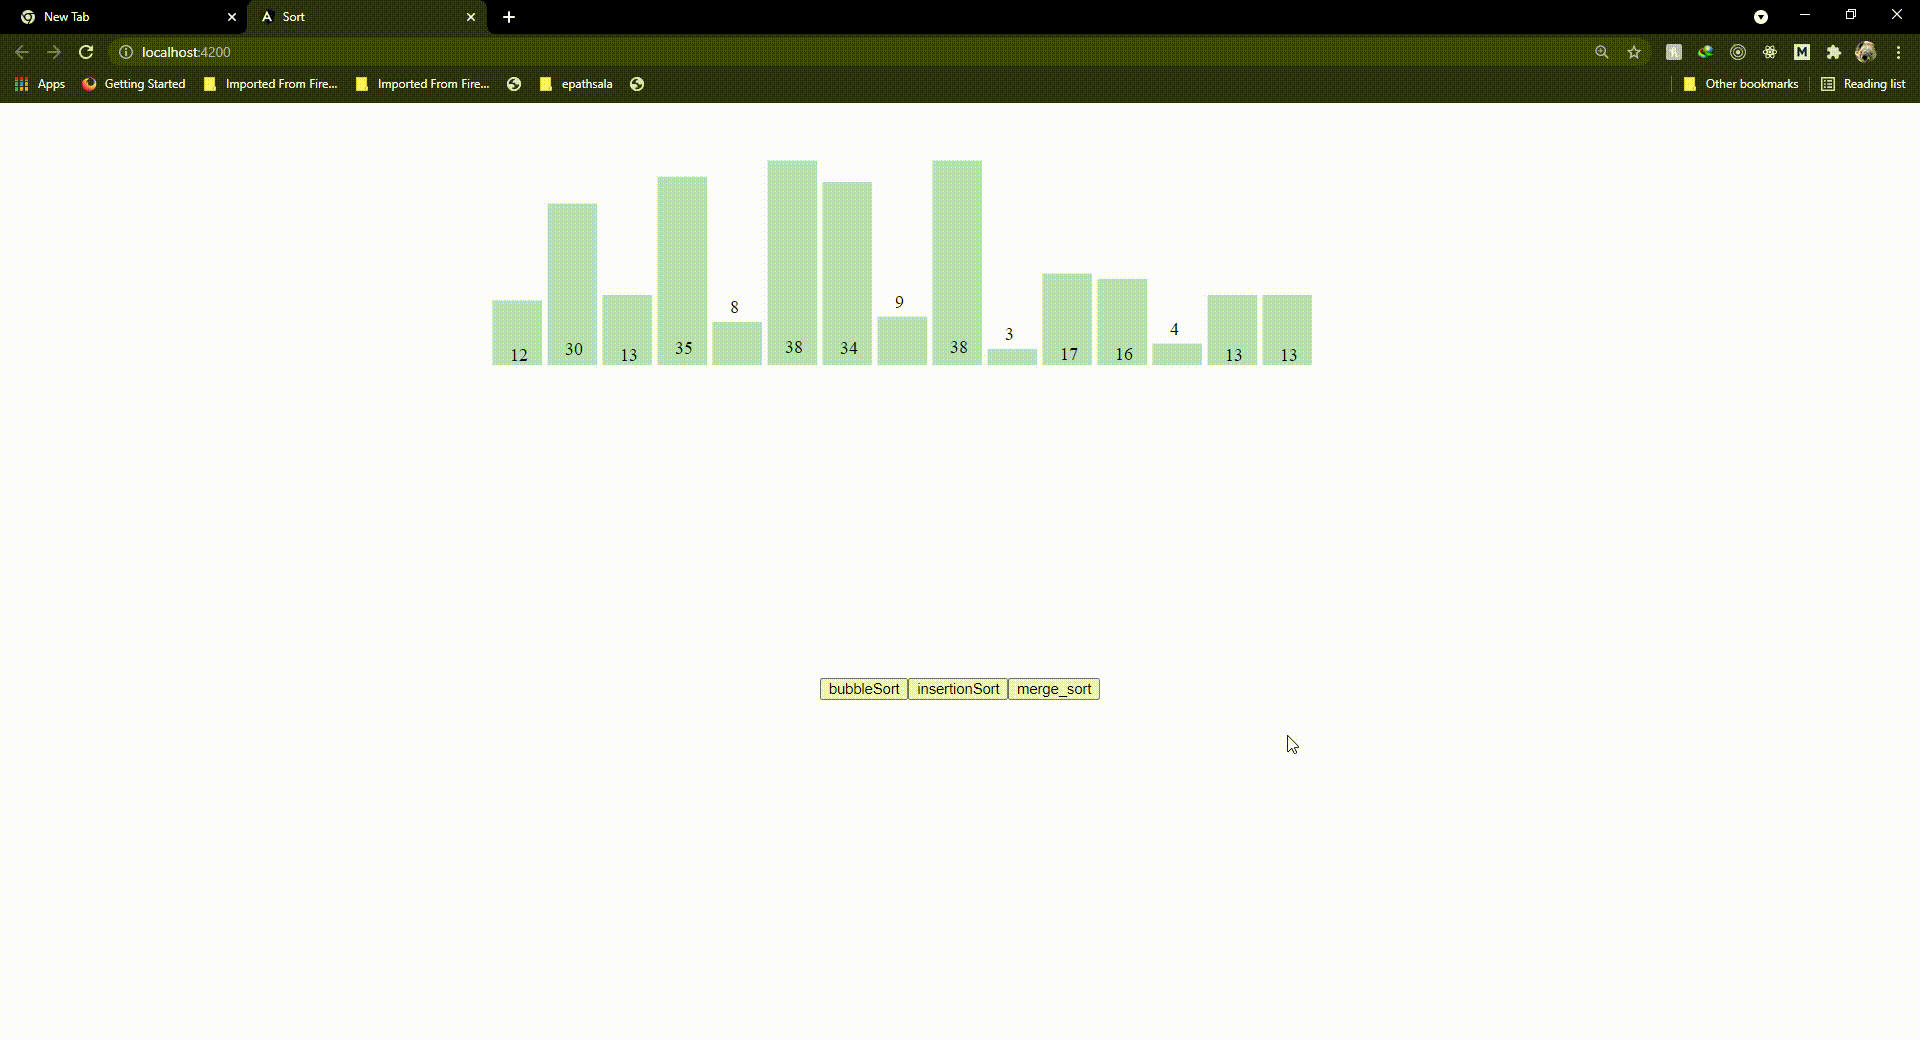 New Tab
Sort
localhost:4200
Apps Getting Started Imported From Fire... Imported From Fire... epathsala Other bookmarks Reading list
12 30 13 35 8 38 34 9 38 3 17 16 4 13 13
bubbleSort insertionSort merge_sort